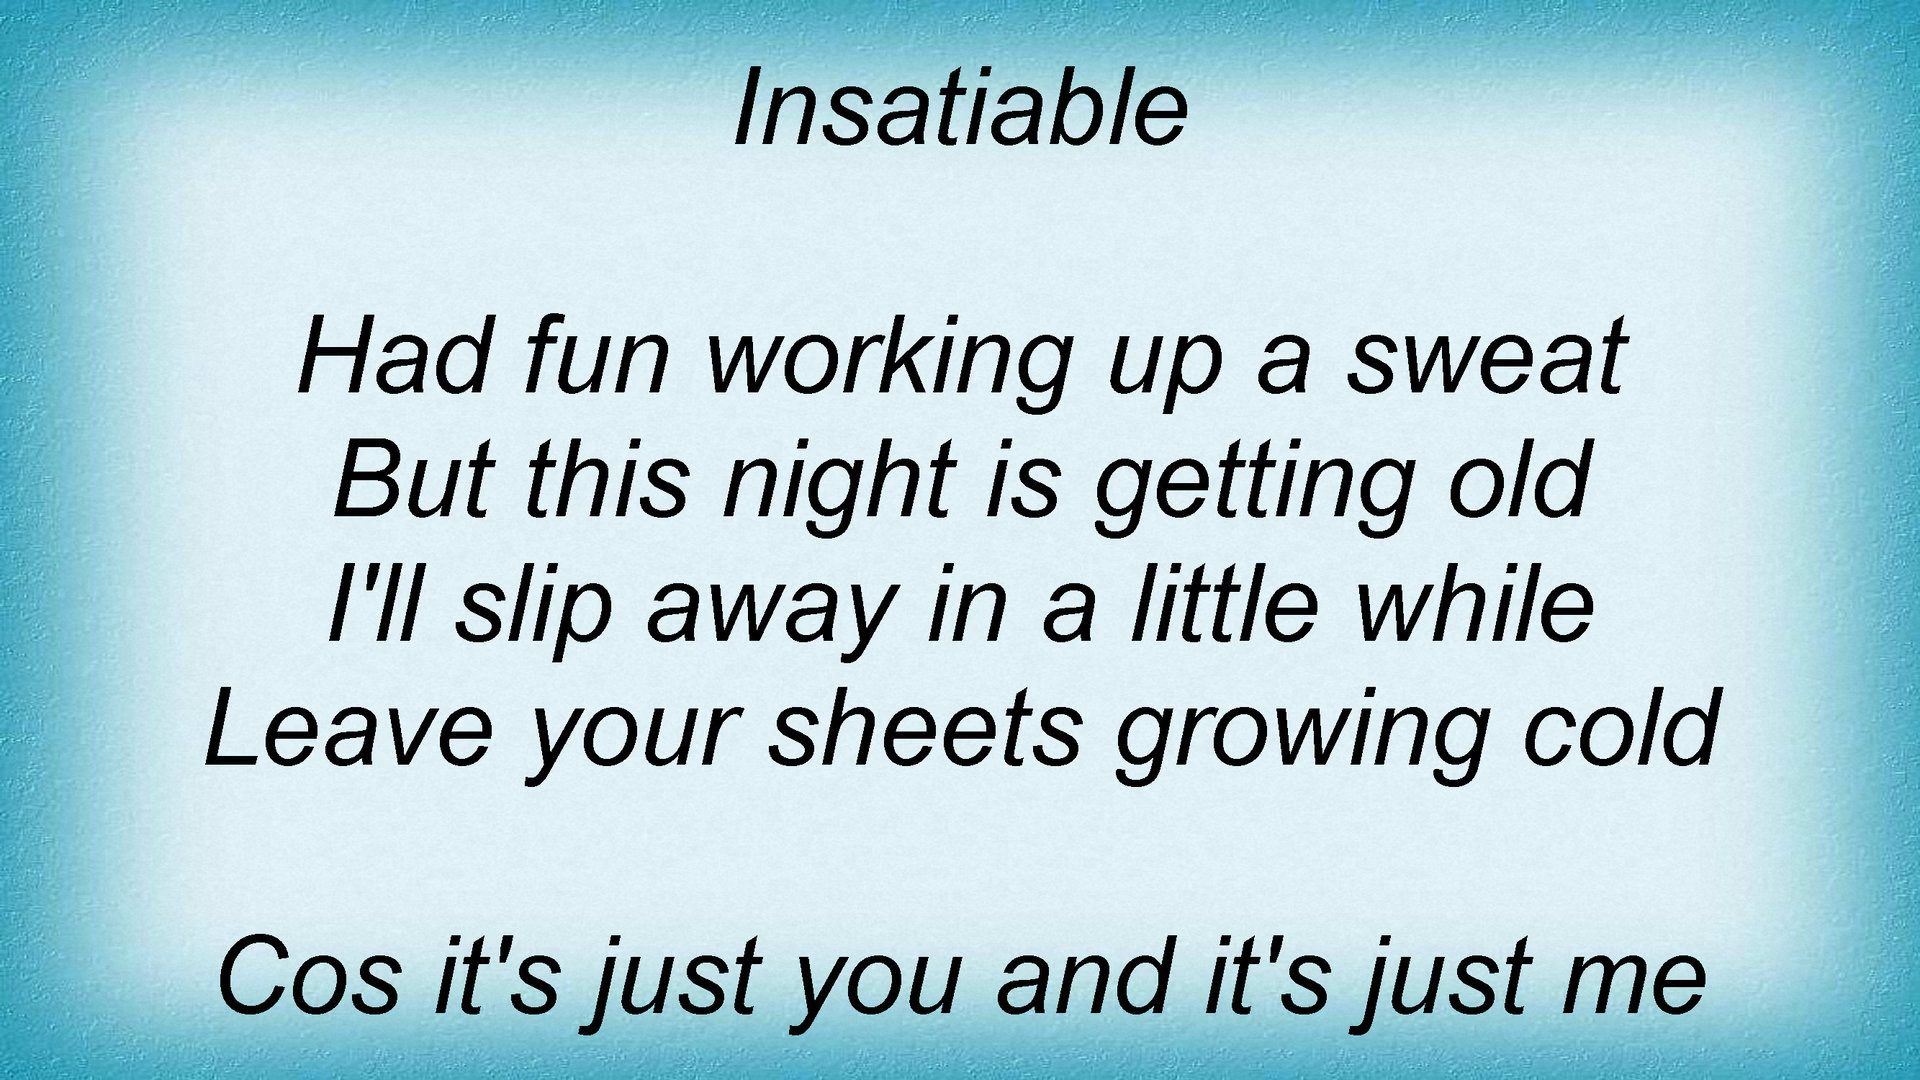 Insatiable
Had fun working up a sweat
But this night is getting old
I'll slip away in a little while
Leave your sheets growing cold
Cos it's just you and it's just me